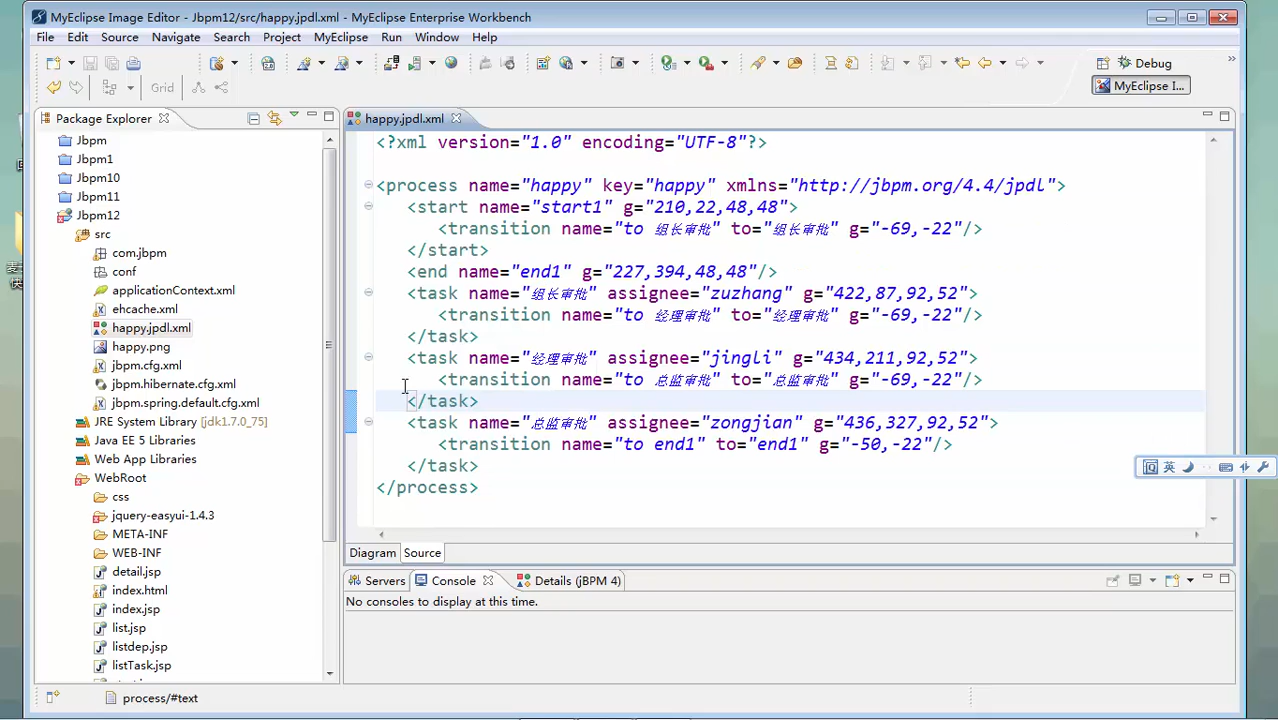 MyEclipse Image Editor - Jbpm12/src/happy.jpdl.xml - MyEclipse Enterprise Workbench
File Edit Source Navigate Search Project MyEclipse Run Window Help
Debug
Grid
MyEclipse I...
Package Explorer
happy.jpdl.xml
Jbpm
Jbpm1
Jbpm10
Jbpm11
Jbpm12
src
com.jbpm
conf
applicationContext.xml
ehcache.xml
happy.jpdl.xml
happy.png
jbpm.cfg.xml
jbpm.hibernate.cfg.xml
jbpm.spring.default.cfg.xml
JRE System Library [jdk1.7.0_75]
Java EE 5 Libraries
Web App Libraries
WebRoot
css
jquery-easyui-1.4.3
META-INF
WEB-INF
detail.jsp
index.html
index.jsp
list.jsp
listdep.jsp
listTask.jsp
<?xml version="1.0" encoding="UTF-8"?>
<process name="happy" key="happy" xmlns="http://jbpm.org/4.4/jpdl">
<start name="start1" g="210,22,48,48">
<transition name="to 组长审批" to="组长审批" g="-69,-22"/>
</start>
<end name="end1" g="227,394,48,48"/>
<task name="组长审批" assignee="zuzhang" g="422,87,92,52">
<transition name="to 经理审批" to="经理审批" g="-69,-22"/>
</task>
<task name="经理审批" assignee="jingli" g="434,211,92,52">
<transition name="to 总监审批" to="总监审批" g="-69,-22"/>
</task>
<task name="总监审批" assignee="zongjian" g="436,327,92,52">
<transition name="to end1" to="end1" g="-50,-22"/>
</task>
</process>
英
Diagram Source
Servers Console Details (jBPM 4)
No consoles to display at this time.
process/#text